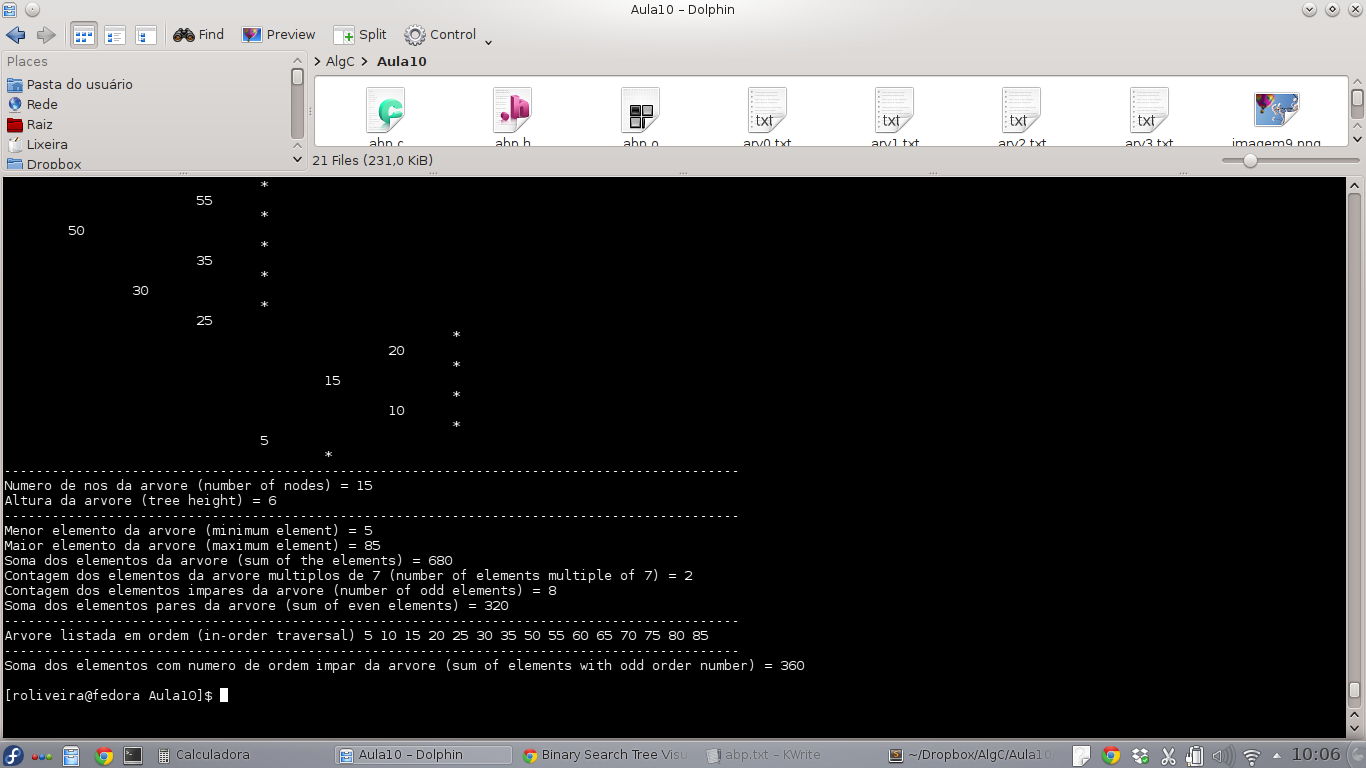 Aula10 – Dolphin
Find Preview Split Control
Places
> AlgC > Aula10
Pasta do usuário
Rede
Raiz
Lixeira
Dropbox
abp.c abp.h abp.o arv0.txt arv1.txt arv2.txt arv3.txt imagem9.png
txt txt txt txt
21 Files (231,0 KiB)
*
55
*
50
*
35
*
30
*
25
*
20
*
15
*
10
*
5
*
--------------------------------------------------------------------------------------------
Numero de nos da arvore (number of nodes) = 15
Altura da arvore (tree height) = 6
--------------------------------------------------------------------------------------------
Menor elemento da arvore (minimum element) = 5
Maior elemento da arvore (maximum element) = 85
Soma dos elementos da arvore (sum of the elements) = 680
Contagem dos elementos da arvore multiplos de 7 (number of elements multiple of 7) = 2
Contagem dos elementos impares da arvore (number of odd elements) = 8
Soma dos elementos pares da arvore (sum of even elements) = 320
--------------------------------------------------------------------------------------------
Arvore listada em ordem (in-order traversal) 5 10 15 20 25 30 35 50 55 60 65 70 75 80 85
--------------------------------------------------------------------------------------------
Soma dos elementos com numero de ordem impar da arvore (sum of elements with odd order number) = 360
[roliveira@fedora Aula10]$
Calculadora Aula10 – Dolphin Binary Search Tree Visu abp.txt – KWrite ~/Dropbox/AlgC/Aula10/ 10:06